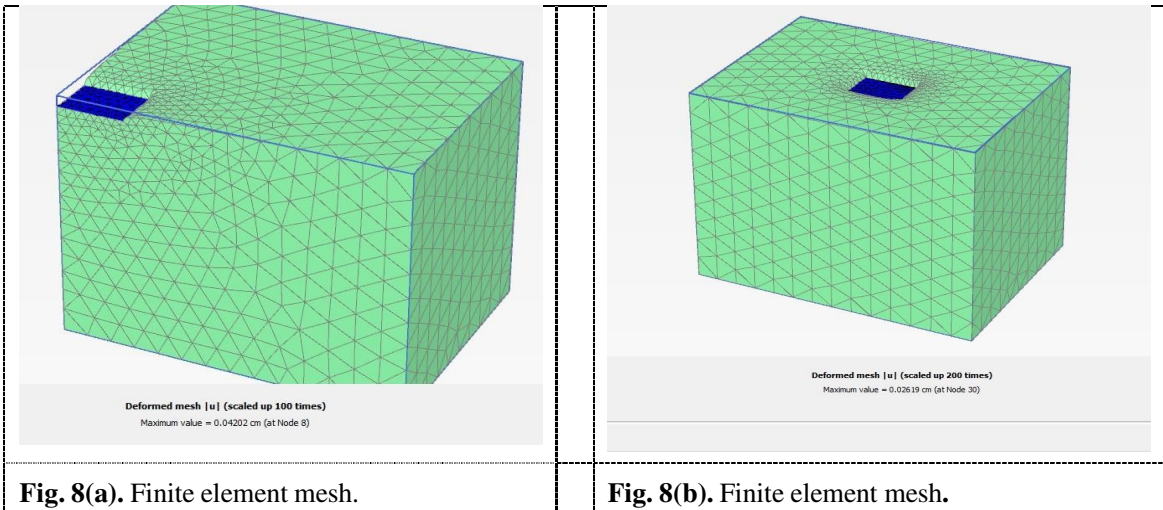 Deformed mesh |u| (scaled up 100 times)
Maximum value = 0.04202 cm (at Node 8)
Deformed mesh |u| (scaled up 200 times)
Maximum value = 0.02619 cm (at Node 30)
Fig. 8(a). Finite element mesh.
Fig. 8(b). Finite element mesh.